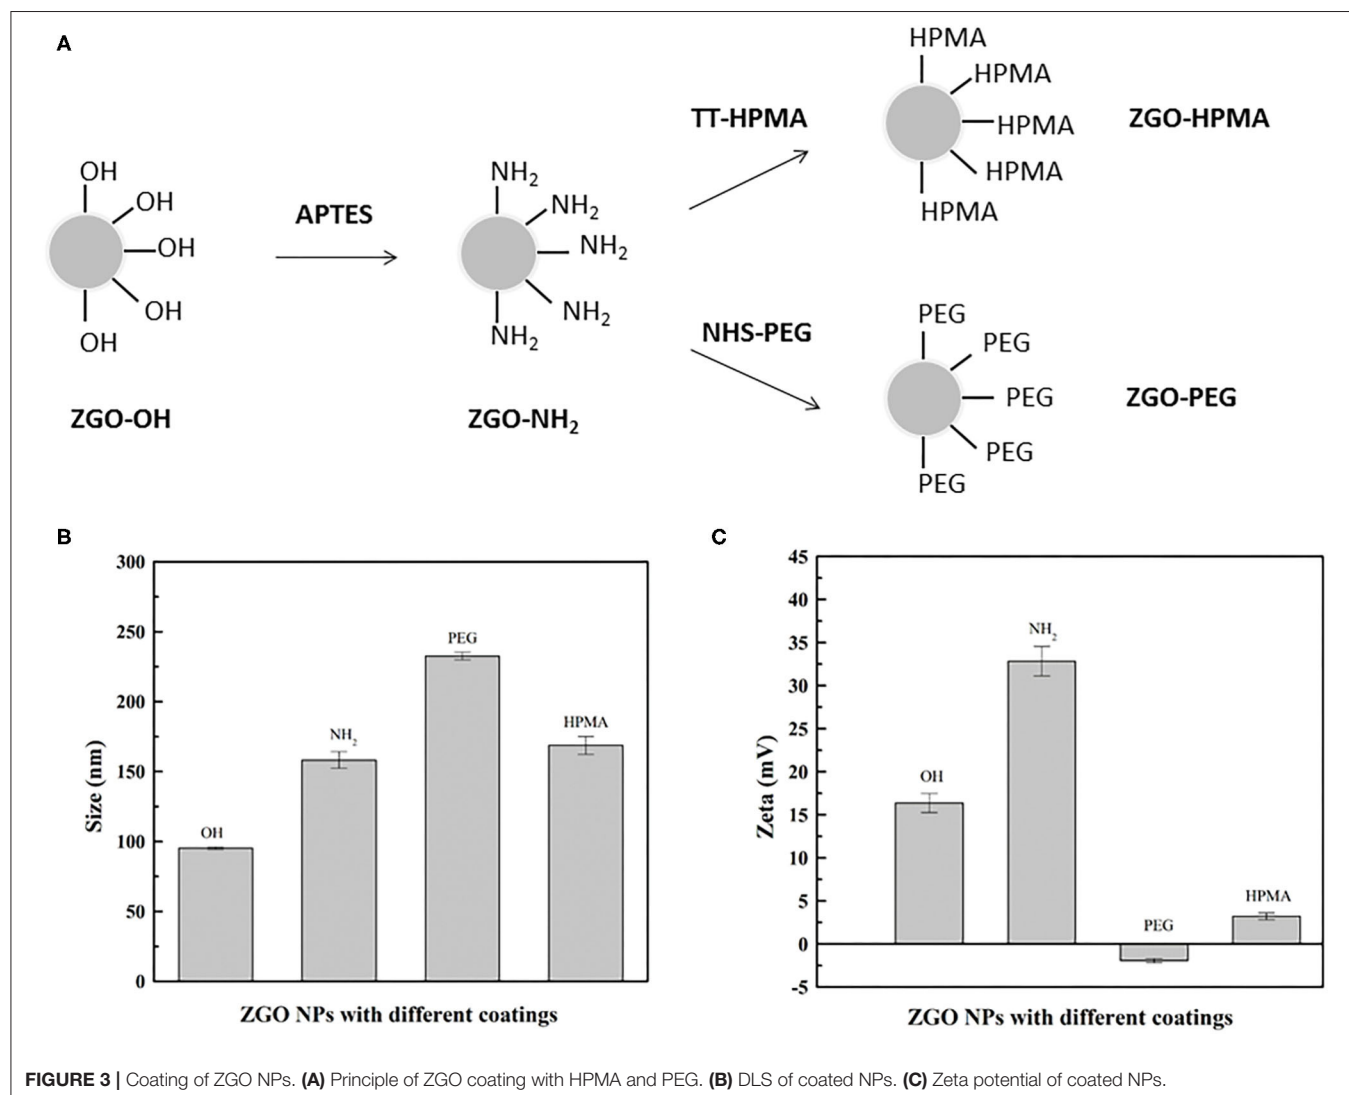 A
OH
OH
OH
OH
OH
ZGO-OH
APTES
NH₂
NH₂
NH₂
NH₂
NH₂
ZGO-NH₂
TT-HPMA
HPMA
HPMA
HPMA
HPMA
HPMA
ZGO-HPMA
NHS-PEG
PEG
PEG
PEG
PEG
PEG
ZGO-PEG
B
300
250
200
150
100
50
0
Size (nm)
OH
NH₂
PEG
HPMA
ZGO NPs with different coatings
C
45
40
35
30
25
20
15
10
5
0
-5
Zeta (mV)
OH
NH₂
PEG
HPMA
ZGO NPs with different coatings
FIGURE 3 | Coating of ZGO NPs. (A) Principle of ZGO coating with HPMA and PEG. (B) DLS of coated NPs. (C) Zeta potential of coated NPs.